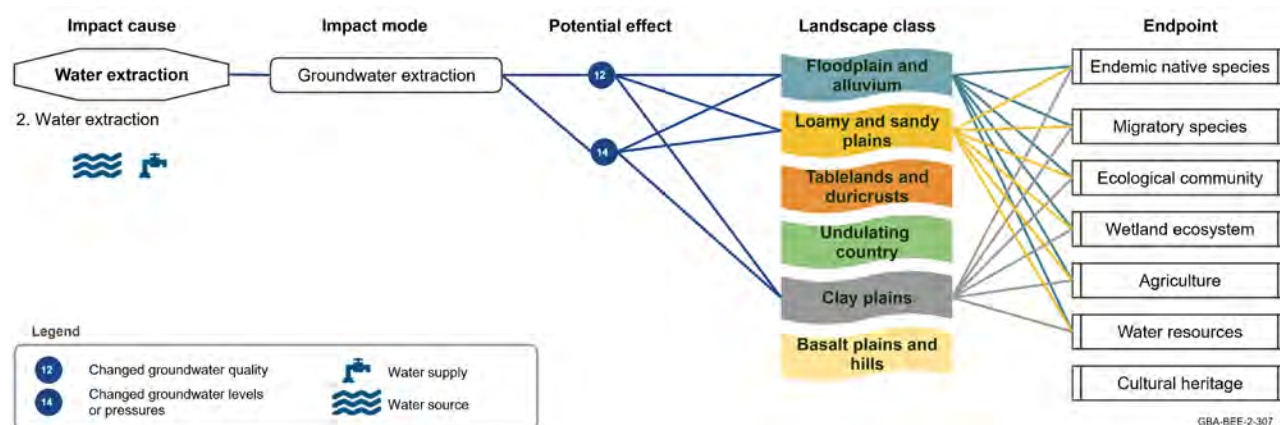 Impact cause
Impact mode
Potential effect
Landscape class
Endpoint
Water extraction
Groundwater extraction
2. Water extraction
12
14
Floodplain and
alluvium
Loamy and sandy
plains
Tablelands and
duricrusts
Undulating
country
Clay plains
Basalt plains and
hills
Endemic native species
Migratory species
Ecological community
Wetland ecosystem
Agriculture
Water resources
Cultural heritage
Legend
12 Changed groundwater quality
14 Changed groundwater levels
or pressures
Water supply
Water source
GBA-BEE-2-307